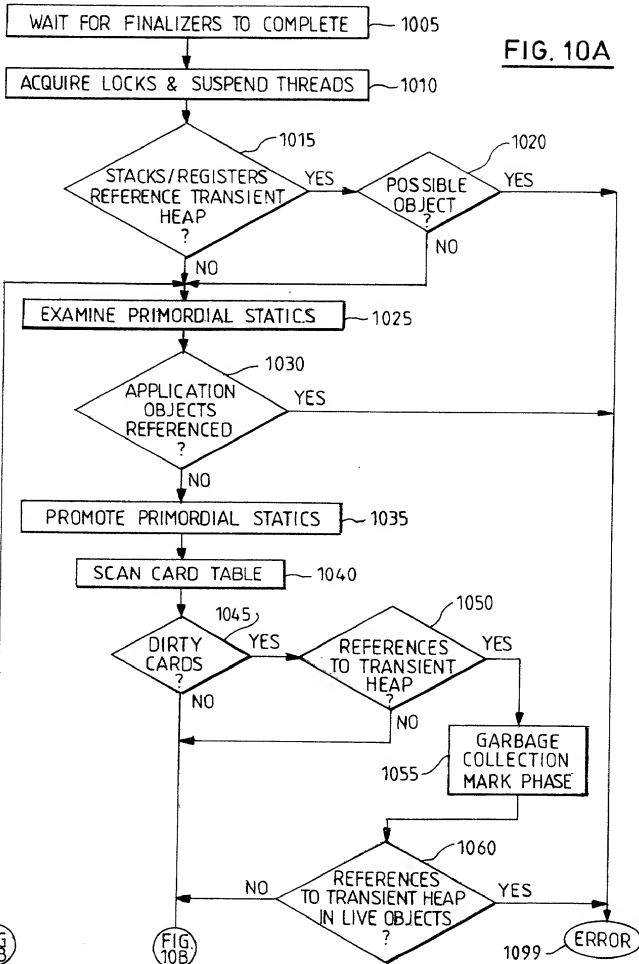 WAIT FOR FINALIZERS TO COMPLETE
1005
FIG. 10A
ACQUIRE LOCKS & SUSPEND THREADS
1010
1015
STACKS/REGISTERS
REFERENCE TRANSIENT
HEAP
?
YES
NO
1020
POSSIBLE
OBJECT
?
YES
NO
EXAMINE PRIMORDIAL STATICS
1025
1030
APPLICATION
OBJECTS
REFERENCED
?
YES
NO
PROMOTE PRIMORDIAL STATICS
1035
SCAN CARD TABLE
1040
1045
DIRTY
CARDS
?
YES
NO
1050
REFERENCES
TO TRANSIENT
HEAP
?
YES
NO
GARBAGE
COLLECTION
MARK PHASE
1055
1060
REFERENCES
TO TRANSIENT HEAP
IN LIVE OBJECTS
?
NO
YES
FIG.
10B
ERROR
1099